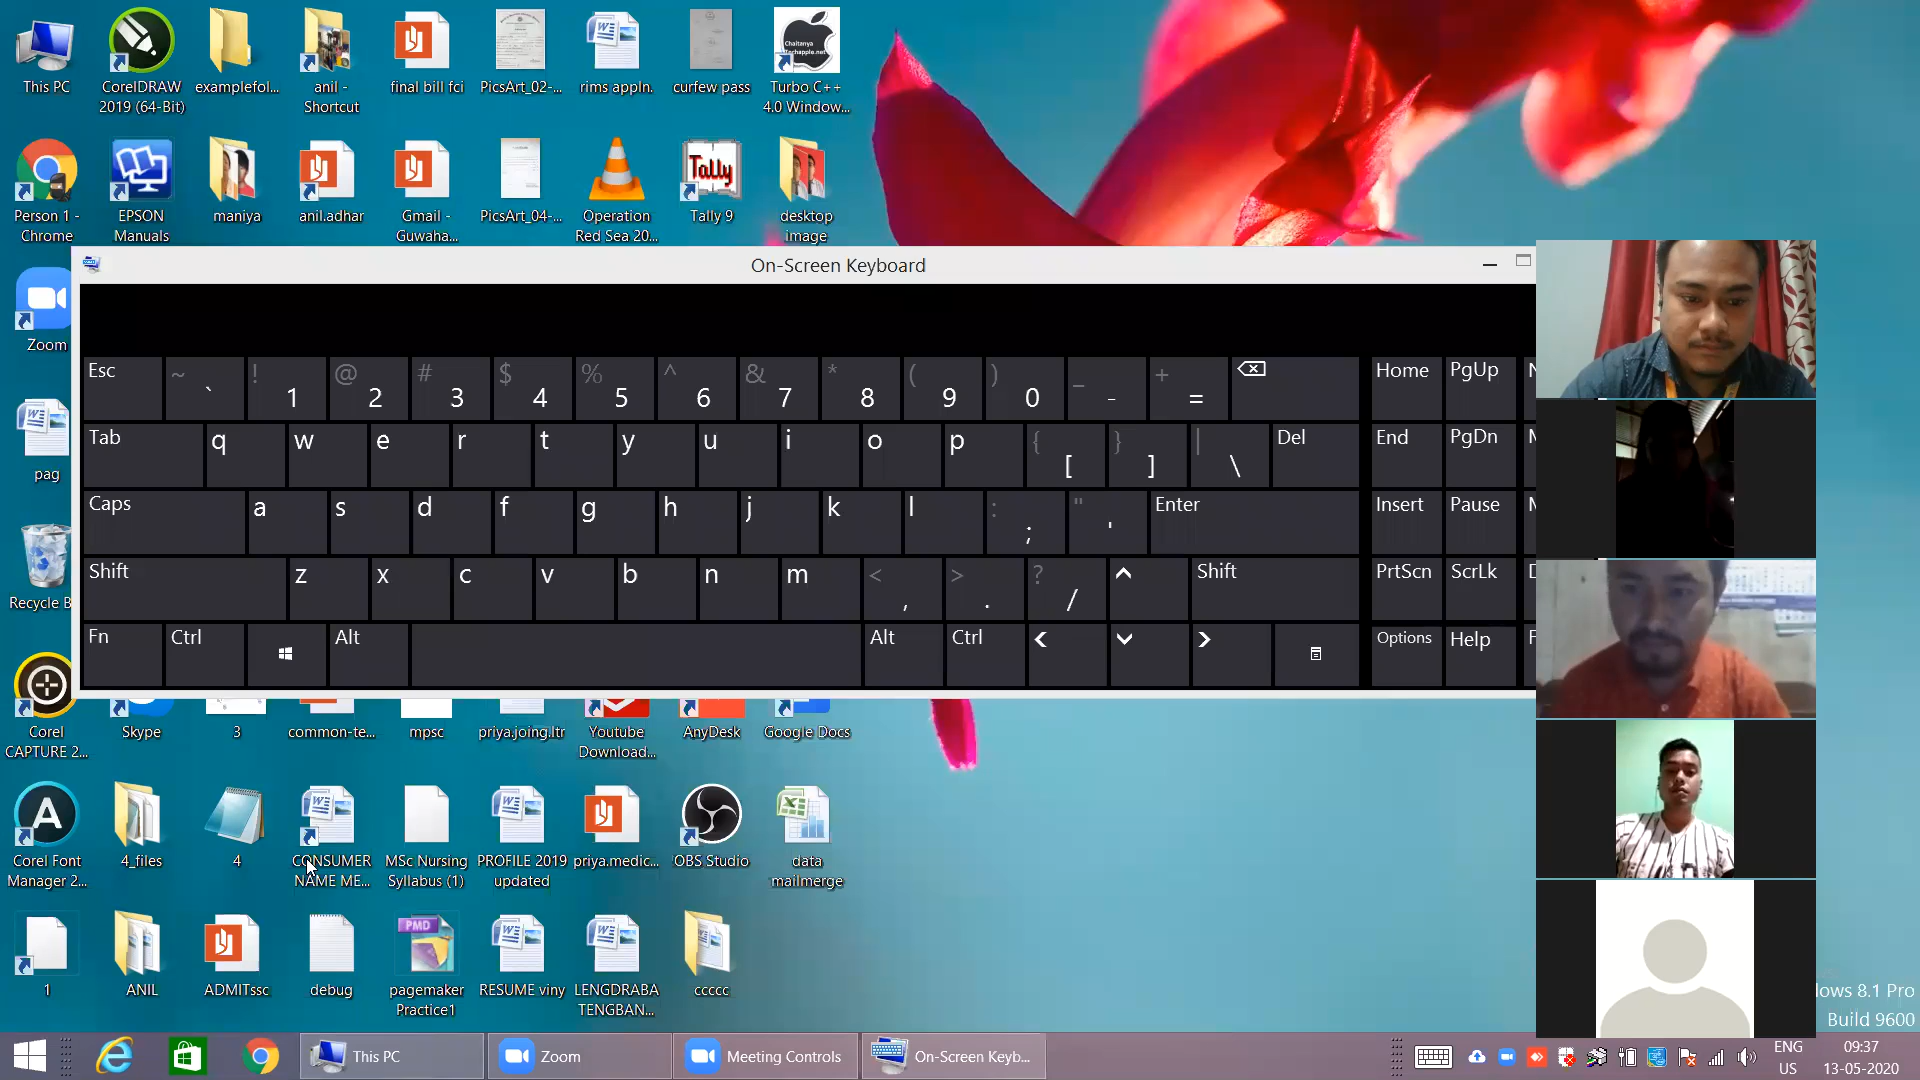 This PC
CorelDRAW
2019 (64-Bit)
examplefol...
anil -
Shortcut
final bill fci
PicsArt_02-...
rims appln.
curfew pass
Chaitanya
Techapple.net
Turbo C++
4.0 Window...
Person 1 -
Chrome
EPSON
Manuals
maniya
anil.adhar
Gmail -
Guwaha...
PicsArt_04-...
Operation
Red Sea 20...
Tally
Tally 9
desktop
image
On-Screen Keyboard
Zoom
Esc ~ ` ! 1 @ 2 # 3 $ 4 % 5 ^ 6 & 7 * 8 ( 9 ) 0 _ - + = Home PgUp N
Tab q w e r t y u i o p { [ } ] | \ Del End PgDn M
pag
Caps a s d f g h j k l : ; " ' Enter Insert Pause M
Shift z x c v b n m < , > . ? / ^ Shift PrtScn ScrLk D
Recycle B
Fn Ctrl Alt Alt Ctrl < > Options Help F
Corel
CAPTURE 2...
Skype
3
common-te...
mpsc
priya.joing.ltr
Youtube
Download...
AnyDesk
Google Docs
A
Corel Font
Manager 2...
4_files
4
CONSUMER
NAME ME...
MSc Nursing
Syllabus (1)
PROFILE 2019
updated
priya.medic...
OBS Studio
data
mailmerge
1
ANIL
ADMITssc
debug
PMD
pagemaker
Practice1
RESUME viny
LENGDRABA
TENGBAN...
ccccc
lows 8.1 Pro
Build 9600
This PC
Zoom
Meeting Controls
On-Screen Keyb...
ENG
US
09:37
13-05-2020